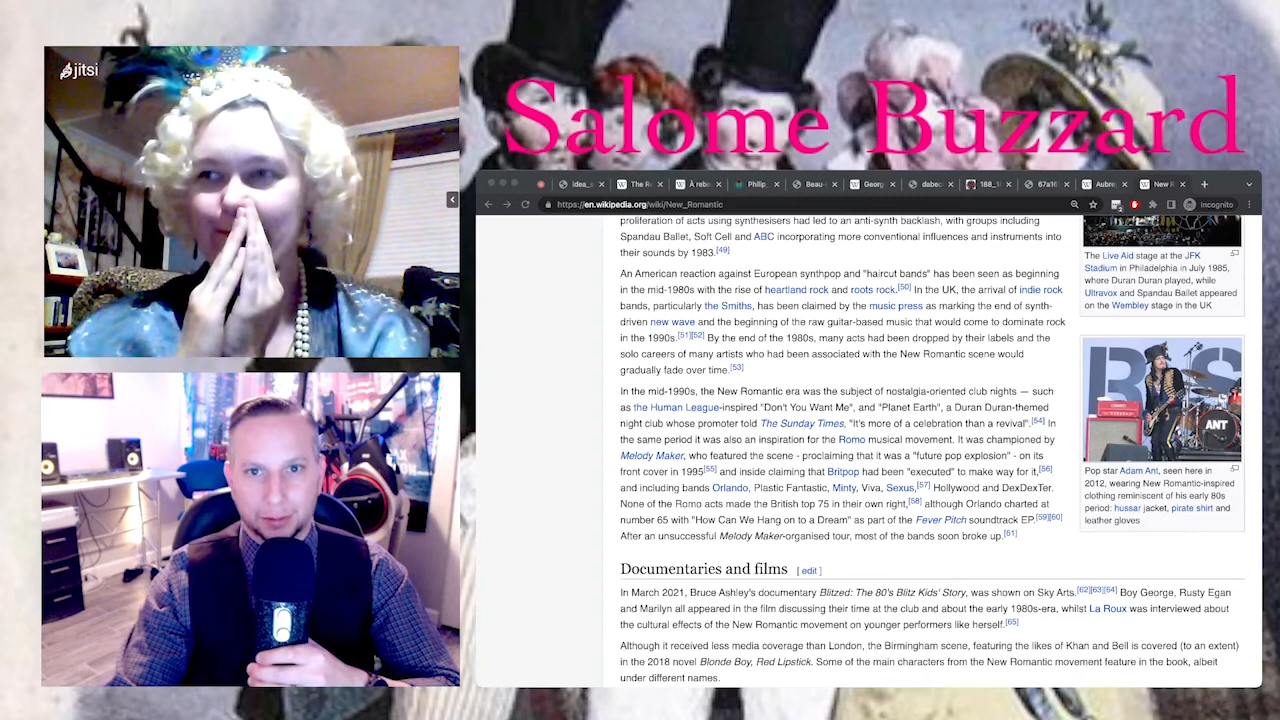 jitsi
Salome Buzzard
idea_s
The R
À rebo
Philip_
Beau-
Georg
dabec
188_1
67a16
Aubre
New R
https://en.wikipedia.org/wiki/New_Romantic
Incognito
proliferation of acts using synthesisers had led to an anti-synth backlash, with groups including
Spandau Ballet, Soft Cell and ABC incorporating more conventional influences and instruments into
their sounds by 1983.[49]
An American reaction against European synthpop and "haircut bands" has been seen as beginning
in the mid-1980s with the rise of heartland rock and roots rock.[50] In the UK, the arrival of indie rock
bands, particularly the Smiths, has been claimed by the music press as marking the end of synth-
driven new wave and the beginning of the raw guitar-based music that would come to dominate rock
in the 1990s.[51][52] By the end of the 1980s, many acts had been dropped by their labels and the
solo careers of many artists who had been associated with the New Romantic scene would
gradually fade over time.[53]
In the mid-1990s, the New Romantic era was the subject of nostalgia-oriented club nights — such
as the Human League-inspired "Don't You Want Me", and "Planet Earth", a Duran Duran-themed
night club whose promoter told The Sunday Times, "It's more of a celebration than a revival".[54] In
the same period it was also an inspiration for the Romo musical movement. It was championed by
Melody Maker, who featured the scene - proclaiming that it was a "future pop explosion" - on its
front cover in 1995[55] and inside claiming that Britpop had been "executed" to make way for it,[56]
and including bands Orlando, Plastic Fantastic, Minty, Viva, Sexus,[57] Hollywood and DexDexTer.
None of the Romo acts made the British top 75 in their own right,[58] although Orlando charted at
number 65 with "How Can We Hang on to a Dream" as part of the Fever Pitch soundtrack EP.[59][60]
After an unsuccessful Melody Maker-organised tour, most of the bands soon broke up.[61]
The Live Aid stage at the JFK
Stadium in Philadelphia in July 1985,
where Duran Duran played, while
Ultravox and Spandau Ballet appeared
on the Wembley stage in the UK
ANT
Pop star Adam Ant, seen here in
2012, wearing New Romantic-inspired
clothing reminiscent of his early 80s
period: hussar jacket, pirate shirt and
leather gloves
Documentaries and films [ edit ]
In March 2021, Bruce Ashley's documentary Blitzed: The 80's Blitz Kids' Story, was shown on Sky Arts.[62][63][64] Boy George, Rusty Egan
and Marilyn all appeared in the film discussing their time at the club and about the early 1980s-era, whilst La Roux was interviewed about
the cultural effects of the New Romantic movement on younger performers like herself.[65]
Although it received less media coverage than London, the Birmingham scene, featuring the likes of Khan and Bell is covered (to an extent)
in the 2018 novel Blonde Boy, Red Lipstick. Some of the main characters from the New Romantic movement feature in the book, albeit
under different names.